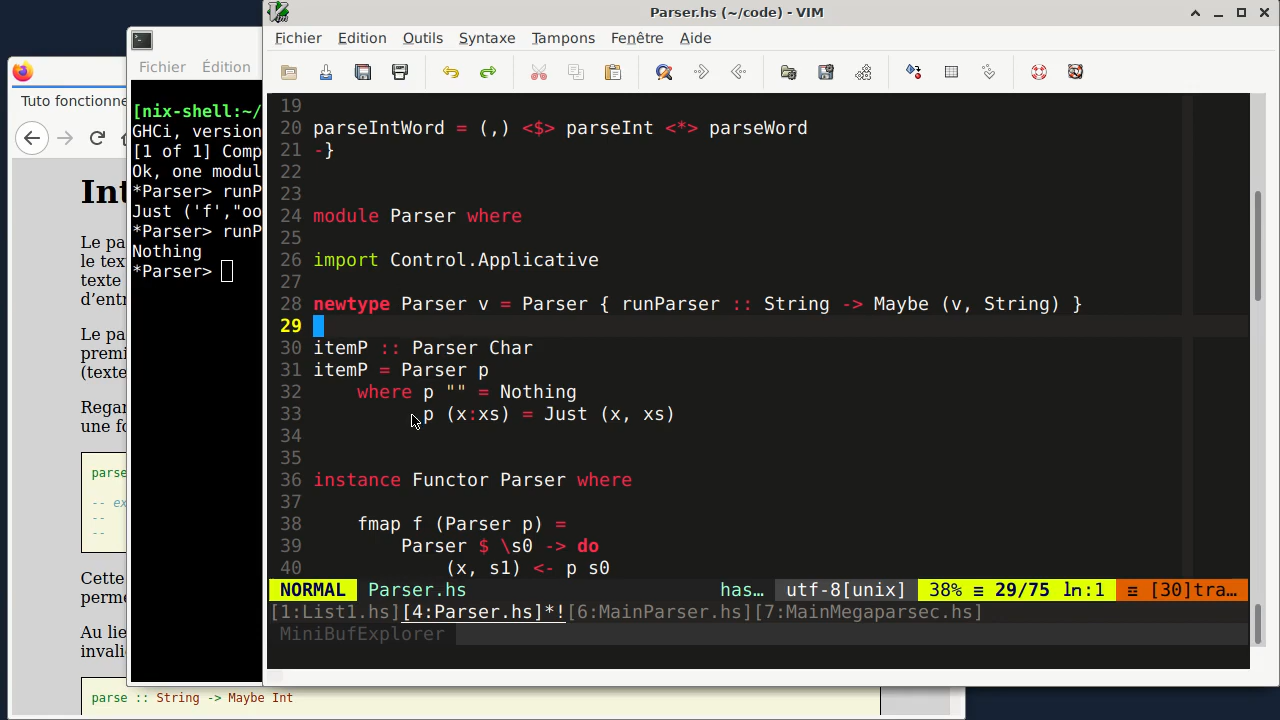 Parser.hs (~/code) - VIM
Fichier Edition Outils Syntaxe Tampons Fenêtre Aide
19
20 parseIntWord = (,) <$> parseInt <*> parseWord
21 -}
22
23
24 module Parser where
25
26 import Control.Applicative
27
28 newtype Parser v = Parser { runParser :: String -> Maybe (v, String) }
29
30 itemP :: Parser Char
31 itemP = Parser p
32 where p "" = Nothing
33 p (x:xs) = Just (x, xs)
34
35
36 instance Functor Parser where
37
38 fmap f (Parser p) =
39 Parser $ \s0 -> do
40 (x, s1) <- p s0
NORMAL Parser.hs has… utf-8[unix] 38% ≡ 29/75 ln:1 ☲ [30]tra…
[1:List1.hs][4:Parser.hs]*![6:MainParser.hs][7:MainMegaparsec.hs]
MiniBufExplorer
Fichier Édition
[nix-shell:~/
GHCi, version
[1 of 1] Comp
Ok, one modul
*Parser> runP
Just ('f',"oo
*Parser> runP
Nothing
*Parser>
Tuto fonctionne
Int
Le pa
le tex
texte
d’entr
Le pa
premi
(texte
Regar
une fo
parse
-- ex
--
--
Cette
perme
Au lie
invalid
parse :: String -> Maybe Int